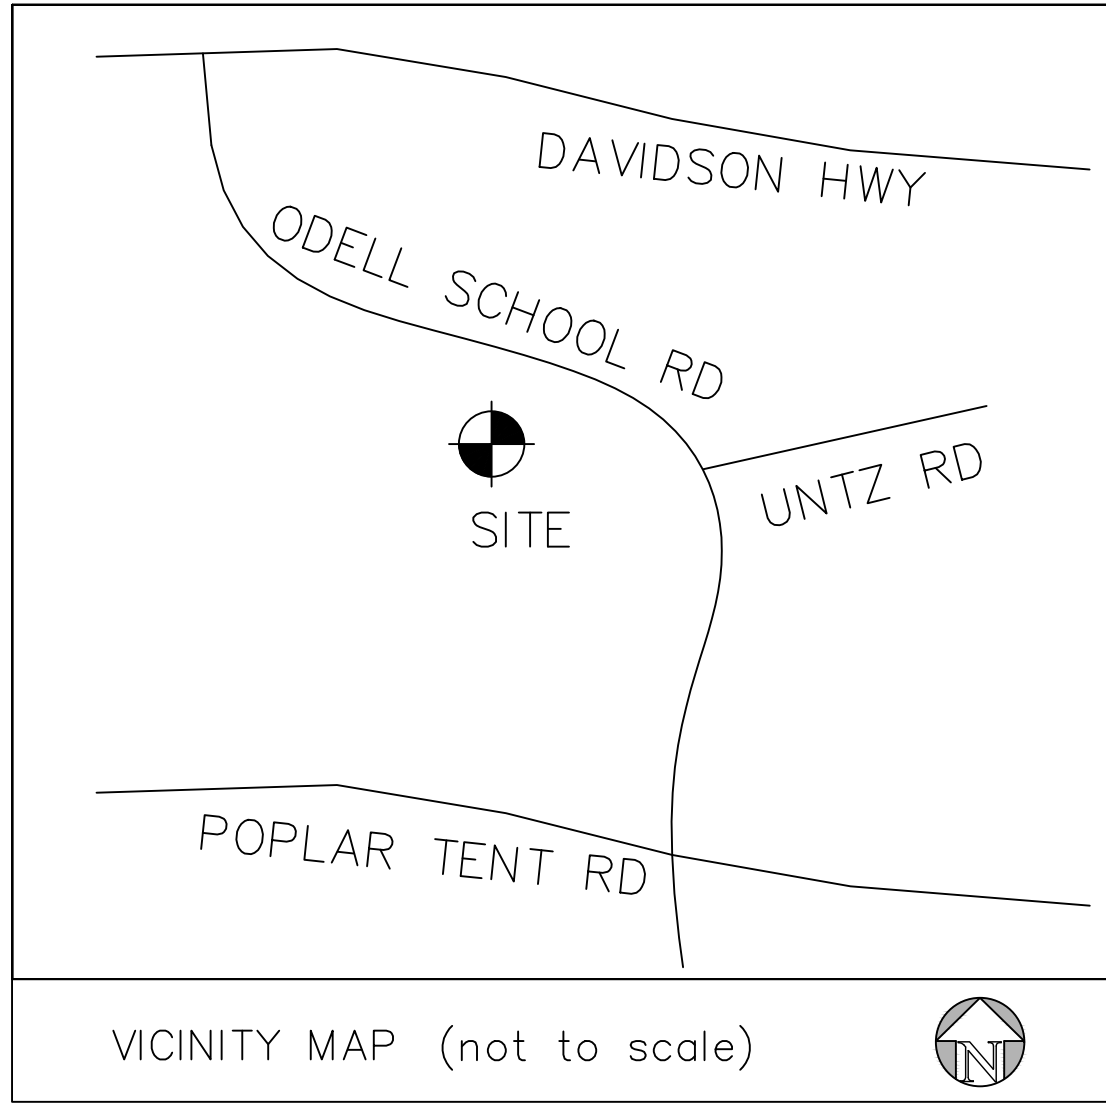 DAVIDSON HWY
ODELL SCHOOL RD
UNTZ RD
SITE
POPLAR TENT RD
VICINITY MAP (not to scale)
N